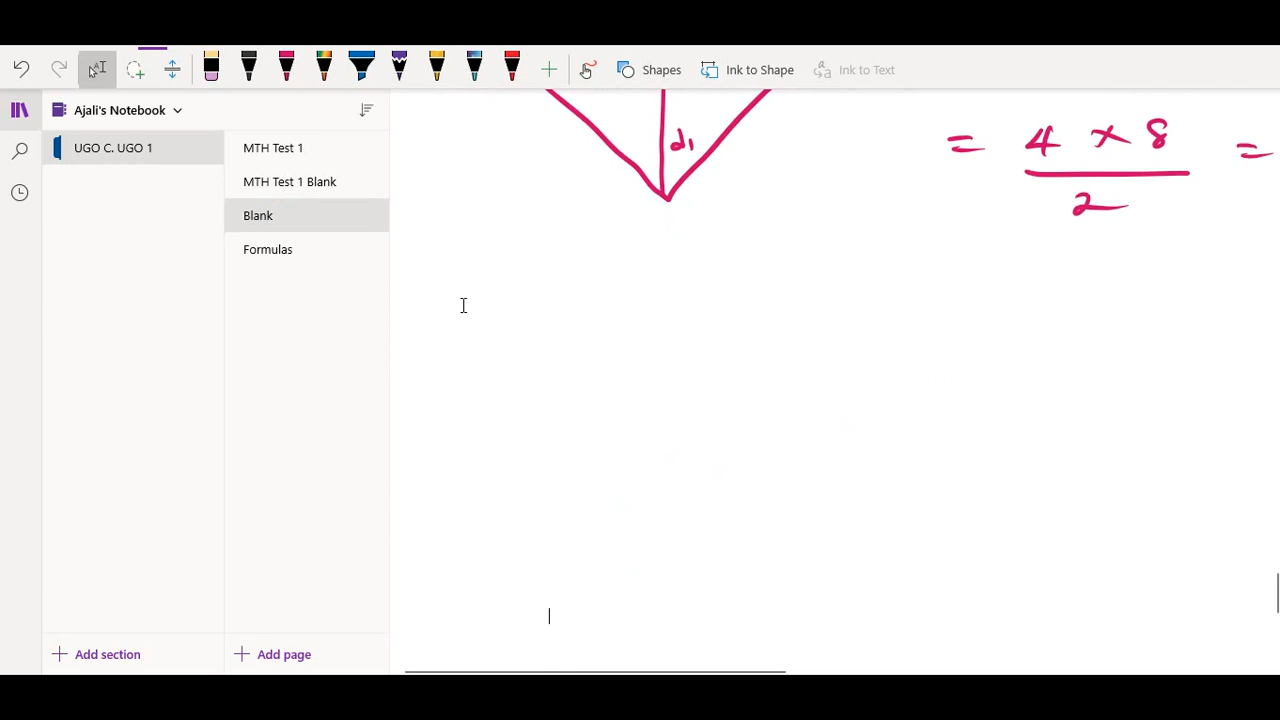 Shapes
Ink to Shape
Ink to Text
Ajali's Notebook
UGO C. UGO 1
MTH Test 1
MTH Test 1 Blank
Blank
Formulas
d1
= 4 × 8 =
2
Add section
Add page